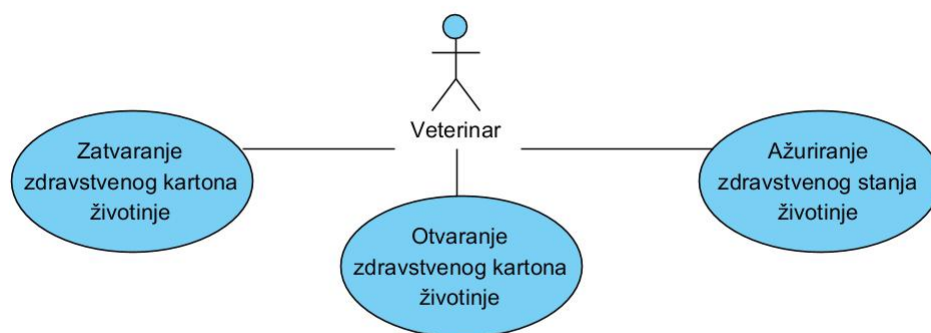 Veterinar
Zatvaranje
zdravstvenog kartona
životinje
Otvaranje
zdravstvenog kartona
životinje
Ažuriranje
zdravstvenog stanja
životinje